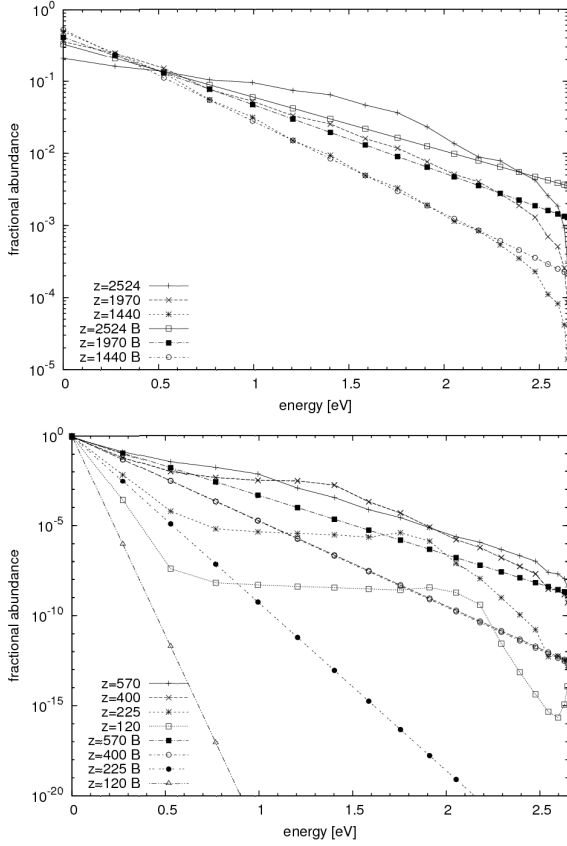 10^0
10^-1
10^-2
10^-3
10^-4
10^-5
fractional abundance
z=2524
z=1970
z=1440
z=2524 B
z=1970 B
z=1440 B
0 0.5 1 1.5 2 2.5
energy [eV]
10^0
10^-5
10^-10
10^-15
10^-20
fractional abundance
z=570
z=400
z=225
z=120
z=570 B
z=400 B
z=225 B
z=120 B
0 0.5 1 1.5 2 2.5
energy [eV]